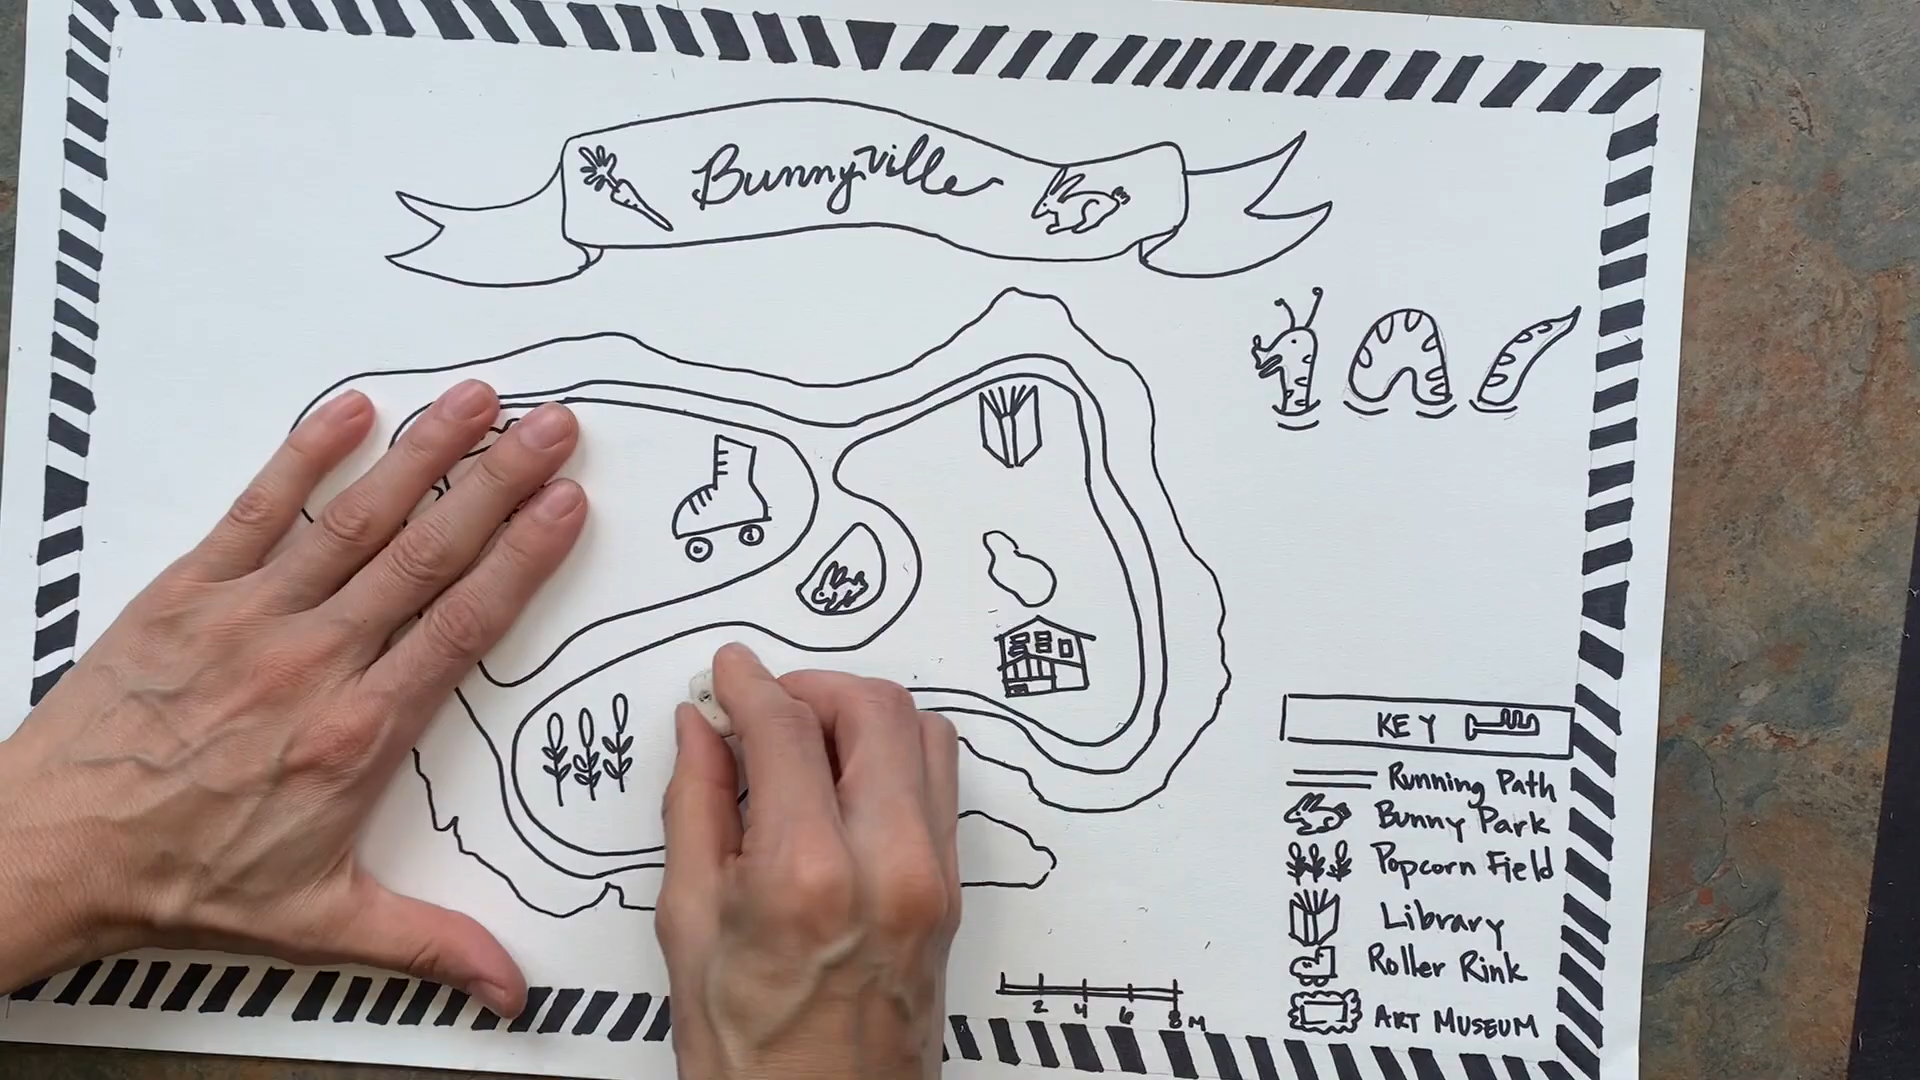 Bunnyville
KEY
Running Path
Bunny Park
Popcorn Field
Library
Roller Rink
ART MUSEUM
2 4 6 8 M